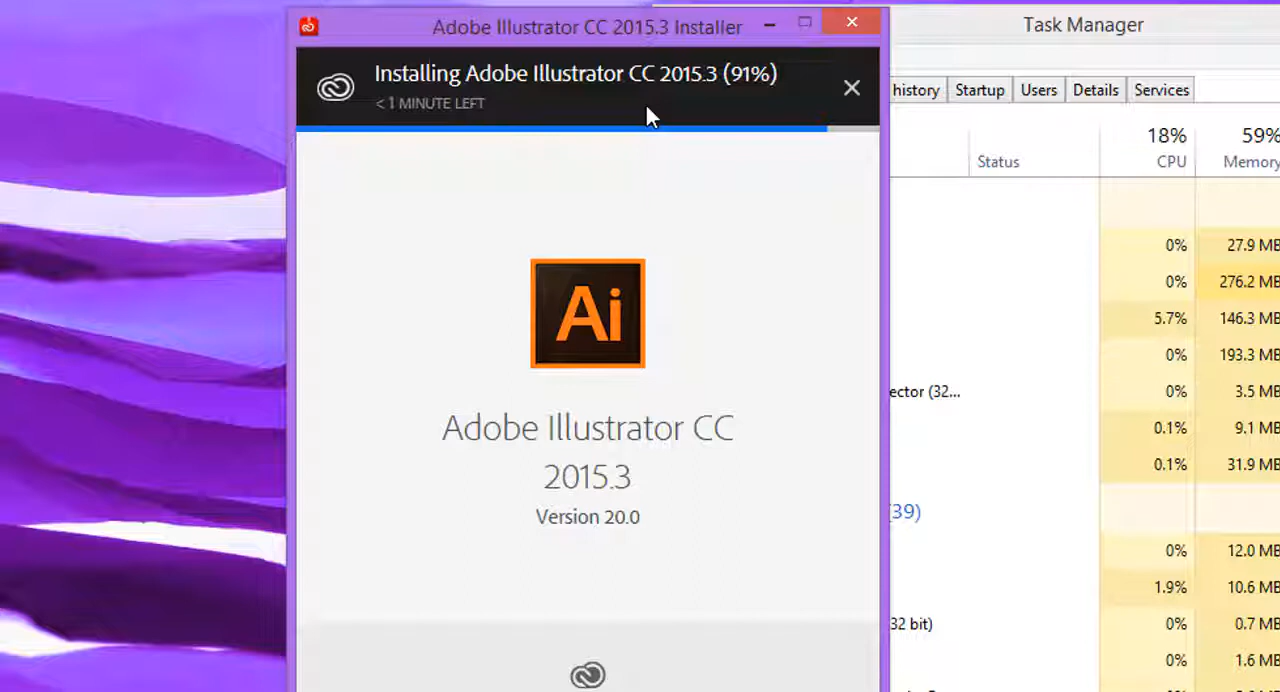 Adobe Illustrator CC 2015.3 Installer
Installing Adobe Illustrator CC 2015.3 (91%)
< 1 MINUTE LEFT
Ai
Adobe Illustrator CC
2015.3
Version 20.0
Task Manager
history Startup Users Details Services
18% 59%
Status CPU Memory
0% 27.9 MB
0% 276.2 MB
5.7% 146.3 MB
0% 193.3 MB
ector (32... 0% 3.5 MB
0.1% 9.1 MB
0.1% 31.9 MB
(39)
0% 12.0 MB
1.9% 10.6 MB
32 bit) 0% 0.7 MB
0% 1.6 MB